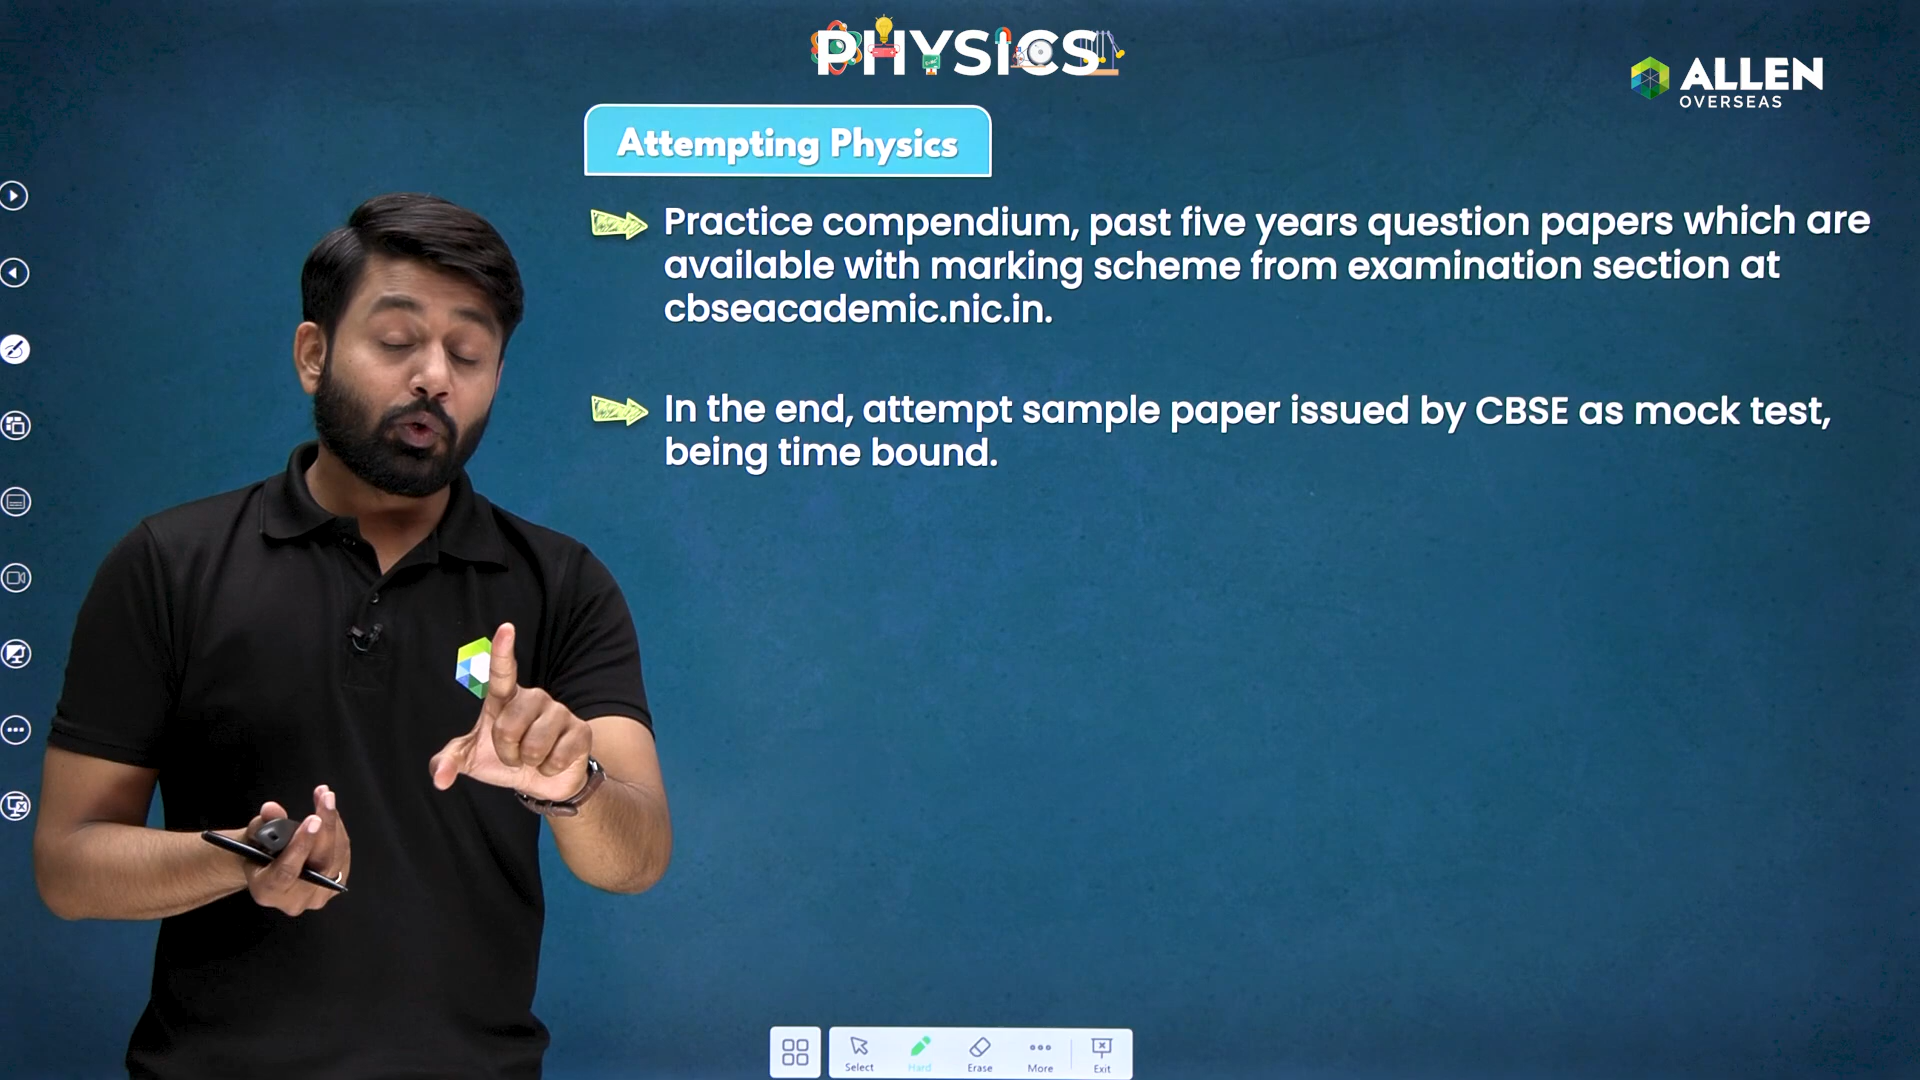 PHYSICS
ALLEN
OVERSEAS
Attempting Physics
Practice compendium, past five years question papers which are
available with marking scheme from examination section at
cbseacademic.nic.in.
In the end, attempt sample paper issued by CBSE as mock test,
being time bound.
Select
Hard
Erase
More
Exit